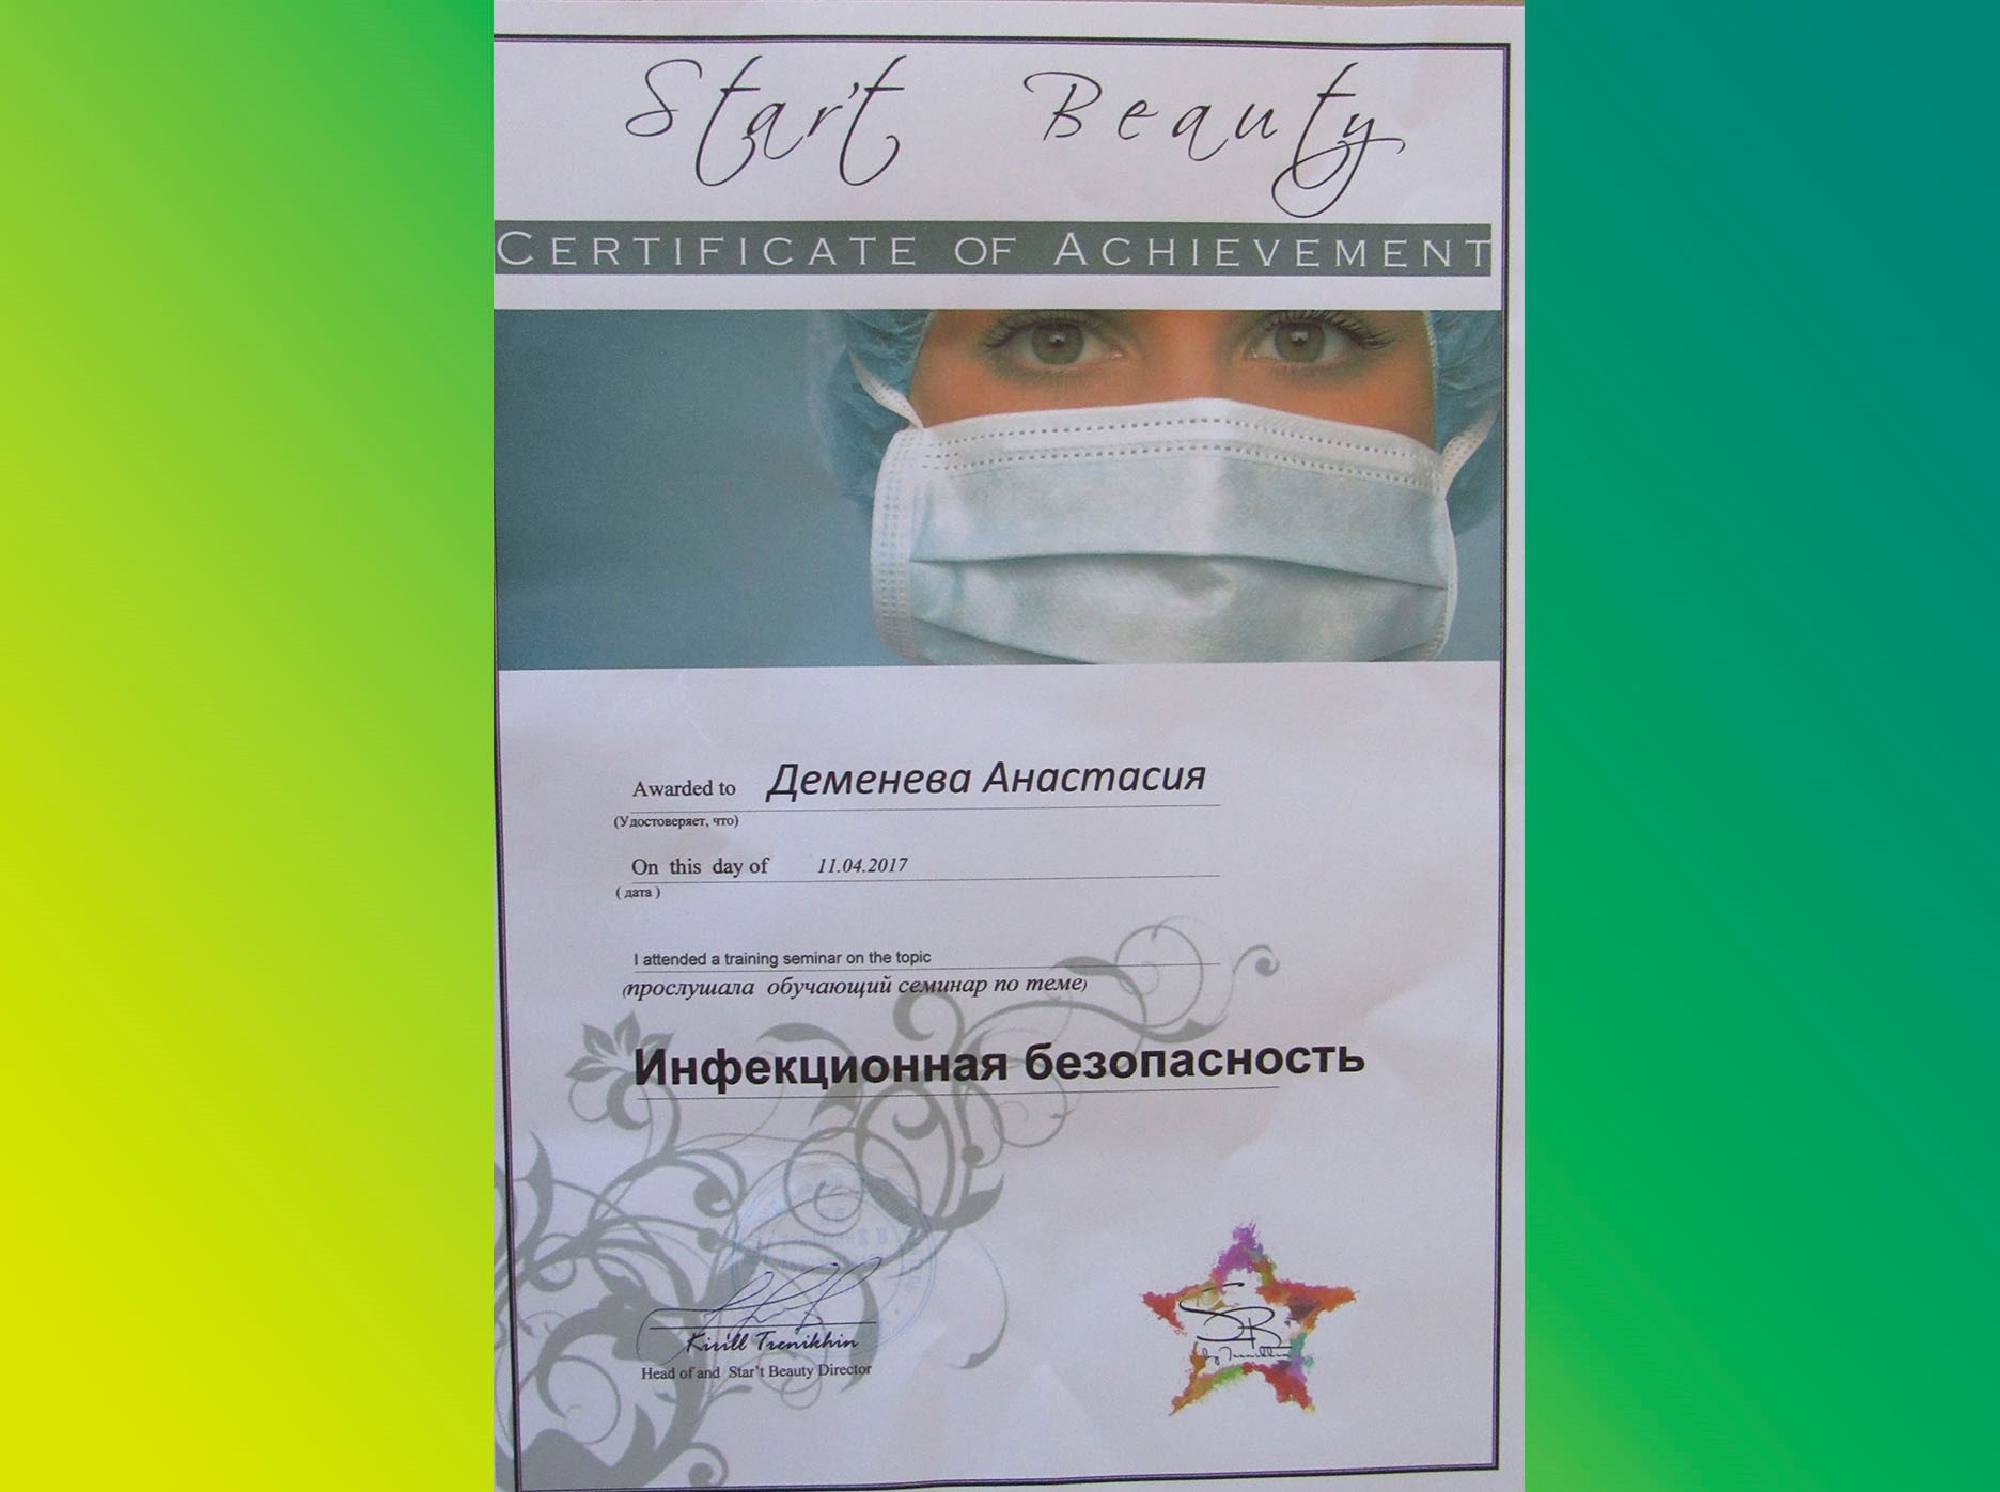 Star't Beauty
CERTIFICATE OF ACHIEVEMENT
Awarded to Деменева Анастасия
(Удостоверяет, что)
On this day of 11.04.2017
( дата )
I attended a training seminar on the topic
(прослушала обучающий семинар по теме)
Инфекционная безопасность
Kirill Trenikhin
Head of and Star't Beauty Director
SB